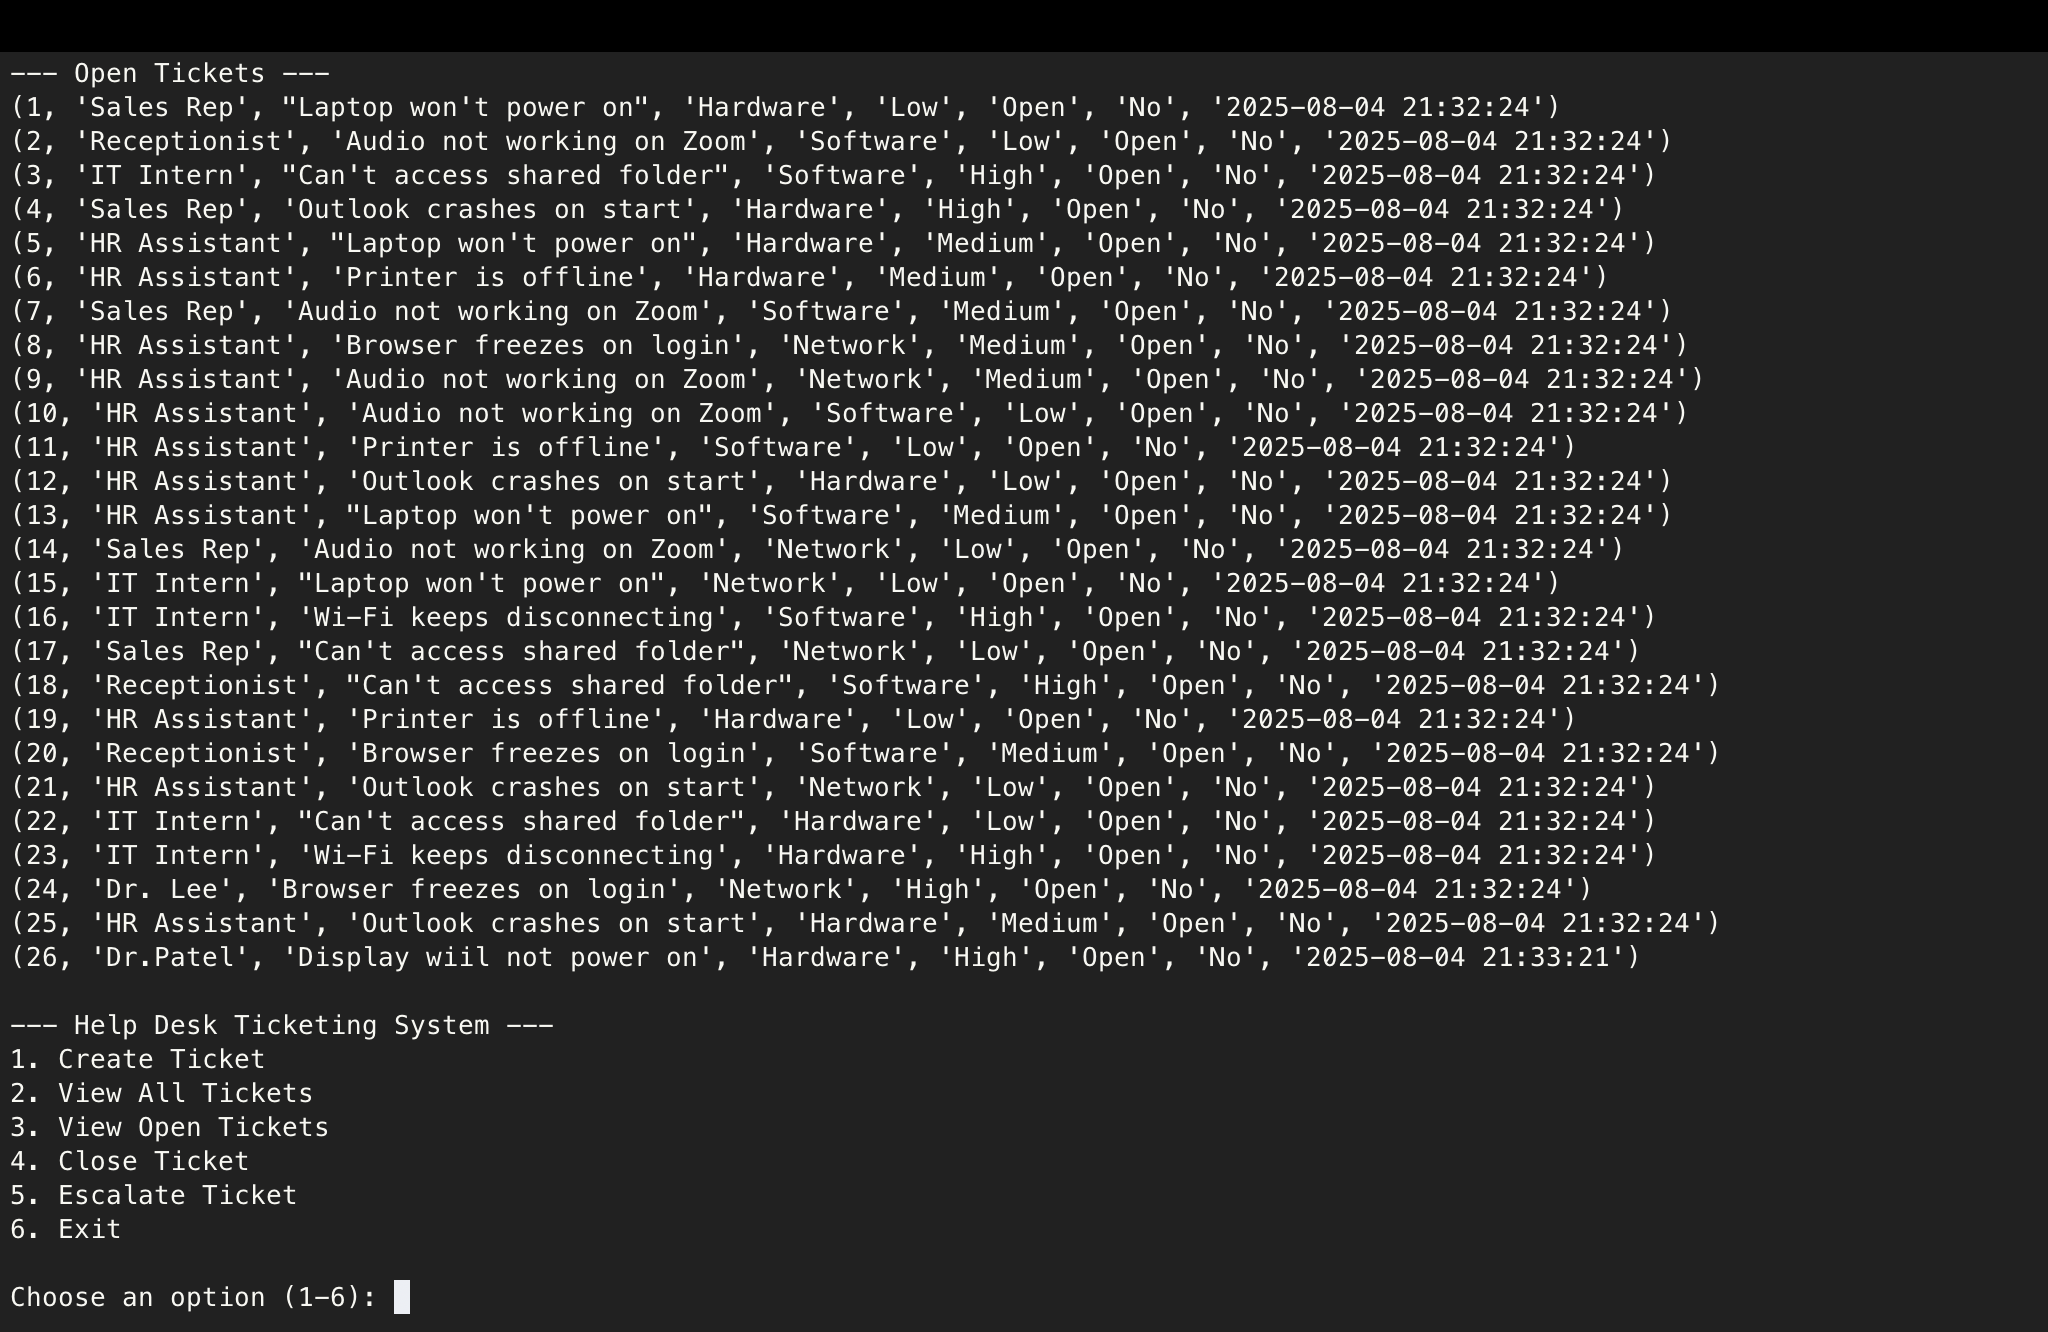 --- Open Tickets ---
(1, 'Sales Rep', "Laptop won't power on", 'Hardware', 'Low', 'Open', 'No', '2025-08-04 21:32:24')
(2, 'Receptionist', 'Audio not working on Zoom', 'Software', 'Low', 'Open', 'No', '2025-08-04 21:32:24')
(3, 'IT Intern', "Can't access shared folder", 'Software', 'High', 'Open', 'No', '2025-08-04 21:32:24')
(4, 'Sales Rep', 'Outlook crashes on start', 'Hardware', 'High', 'Open', 'No', '2025-08-04 21:32:24')
(5, 'HR Assistant', "Laptop won't power on", 'Hardware', 'Medium', 'Open', 'No', '2025-08-04 21:32:24')
(6, 'HR Assistant', 'Printer is offline', 'Hardware', 'Medium', 'Open', 'No', '2025-08-04 21:32:24')
(7, 'Sales Rep', 'Audio not working on Zoom', 'Software', 'Medium', 'Open', 'No', '2025-08-04 21:32:24')
(8, 'HR Assistant', 'Browser freezes on login', 'Network', 'Medium', 'Open', 'No', '2025-08-04 21:32:24')
(9, 'HR Assistant', 'Audio not working on Zoom', 'Network', 'Medium', 'Open', 'No', '2025-08-04 21:32:24')
(10, 'HR Assistant', 'Audio not working on Zoom', 'Software', 'Low', 'Open', 'No', '2025-08-04 21:32:24')
(11, 'HR Assistant', 'Printer is offline', 'Software', 'Low', 'Open', 'No', '2025-08-04 21:32:24')
(12, 'HR Assistant', 'Outlook crashes on start', 'Hardware', 'Low', 'Open', 'No', '2025-08-04 21:32:24')
(13, 'HR Assistant', "Laptop won't power on", 'Software', 'Medium', 'Open', 'No', '2025-08-04 21:32:24')
(14, 'Sales Rep', 'Audio not working on Zoom', 'Network', 'Low', 'Open', 'No', '2025-08-04 21:32:24')
(15, 'IT Intern', "Laptop won't power on", 'Network', 'Low', 'Open', 'No', '2025-08-04 21:32:24')
(16, 'IT Intern', 'Wi-Fi keeps disconnecting', 'Software', 'High', 'Open', 'No', '2025-08-04 21:32:24')
(17, 'Sales Rep', "Can't access shared folder", 'Network', 'Low', 'Open', 'No', '2025-08-04 21:32:24')
(18, 'Receptionist', "Can't access shared folder", 'Software', 'High', 'Open', 'No', '2025-08-04 21:32:24')
(19, 'HR Assistant', 'Printer is offline', 'Hardware', 'Low', 'Open', 'No', '2025-08-04 21:32:24')
(20, 'Receptionist', 'Browser freezes on login', 'Software', 'Medium', 'Open', 'No', '2025-08-04 21:32:24')
(21, 'HR Assistant', 'Outlook crashes on start', 'Network', 'Low', 'Open', 'No', '2025-08-04 21:32:24')
(22, 'IT Intern', "Can't access shared folder", 'Hardware', 'Low', 'Open', 'No', '2025-08-04 21:32:24')
(23, 'IT Intern', 'Wi-Fi keeps disconnecting', 'Hardware', 'High', 'Open', 'No', '2025-08-04 21:32:24')
(24, 'Dr. Lee', 'Browser freezes on login', 'Network', 'High', 'Open', 'No', '2025-08-04 21:32:24')
(25, 'HR Assistant', 'Outlook crashes on start', 'Hardware', 'Medium', 'Open', 'No', '2025-08-04 21:32:24')
(26, 'Dr.Patel', 'Display wiil not power on', 'Hardware', 'High', 'Open', 'No', '2025-08-04 21:33:21')
--- Help Desk Ticketing System ---
1. Create Ticket
2. View All Tickets
3. View Open Tickets
4. Close Ticket
5. Escalate Ticket
6. Exit
Choose an option (1-6):